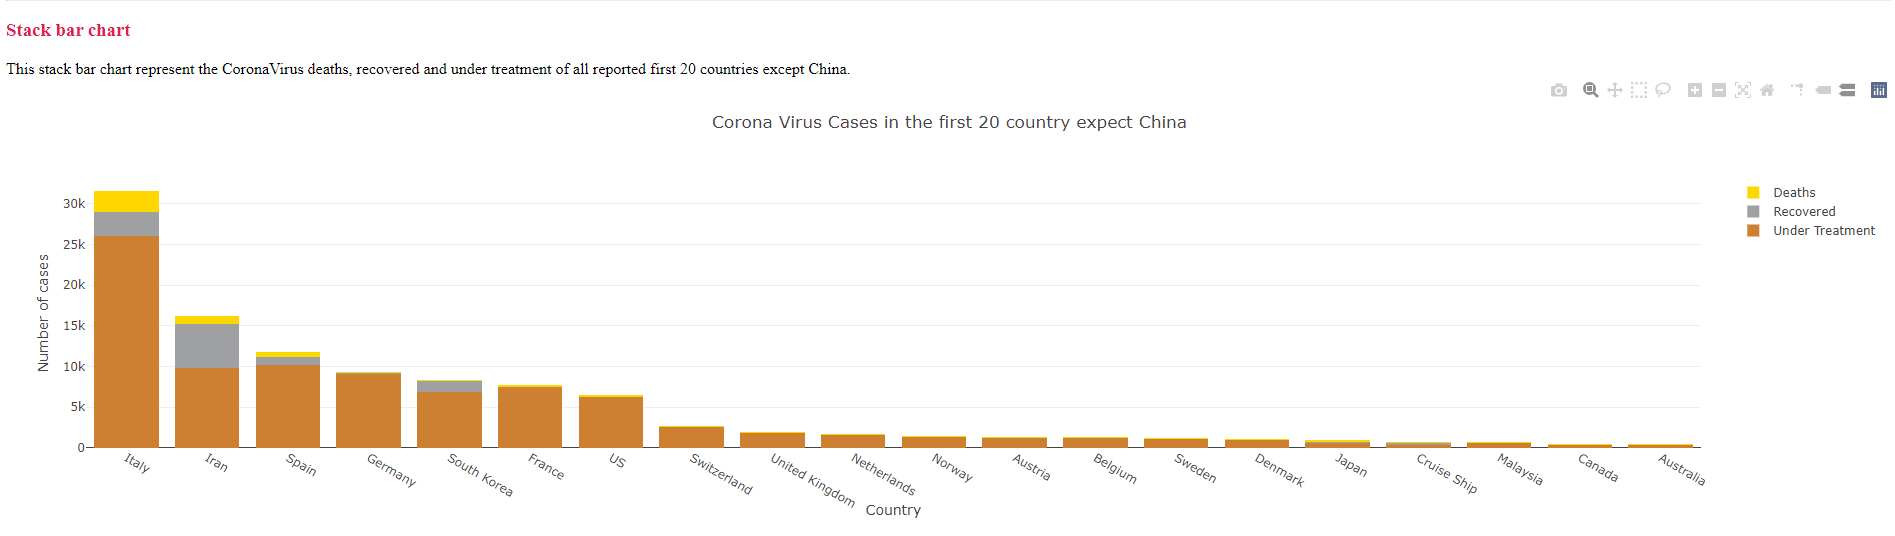 Stack bar chart
This stack bar chart represent the CoronaVirus deaths, recovered and under treatment of all reported first 20 countries except China.
Corona Virus Cases in the first 20 country expect China
Deaths
Recovered
Under Treatment
Number of cases
30k
25k
20k
15k
10k
5k
0
Italy
Iran
Spain
Germany
South Korea
France
US
Switzerland
United Kingdom
Netherlands
Norway
Austria
Belgium
Sweden
Denmark
Japan
Cruise Ship
Malaysia
Canada
Australia
Country